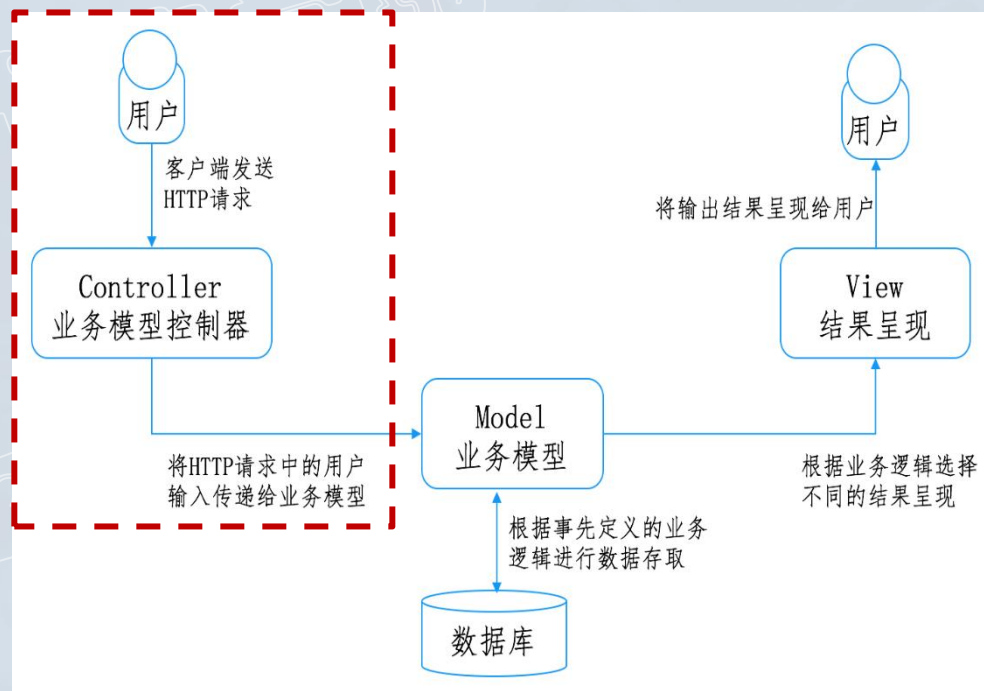 用户
客户端发送
HTTP请求
Controller
业务模型控制器
将HTTP请求中的用户
输入传递给业务模型
Model
业务模型
根据事先定义的业务
逻辑进行数据存取
数据库
用户
将输出结果呈现给用户
View
结果呈现
根据业务逻辑选择
不同的结果呈现